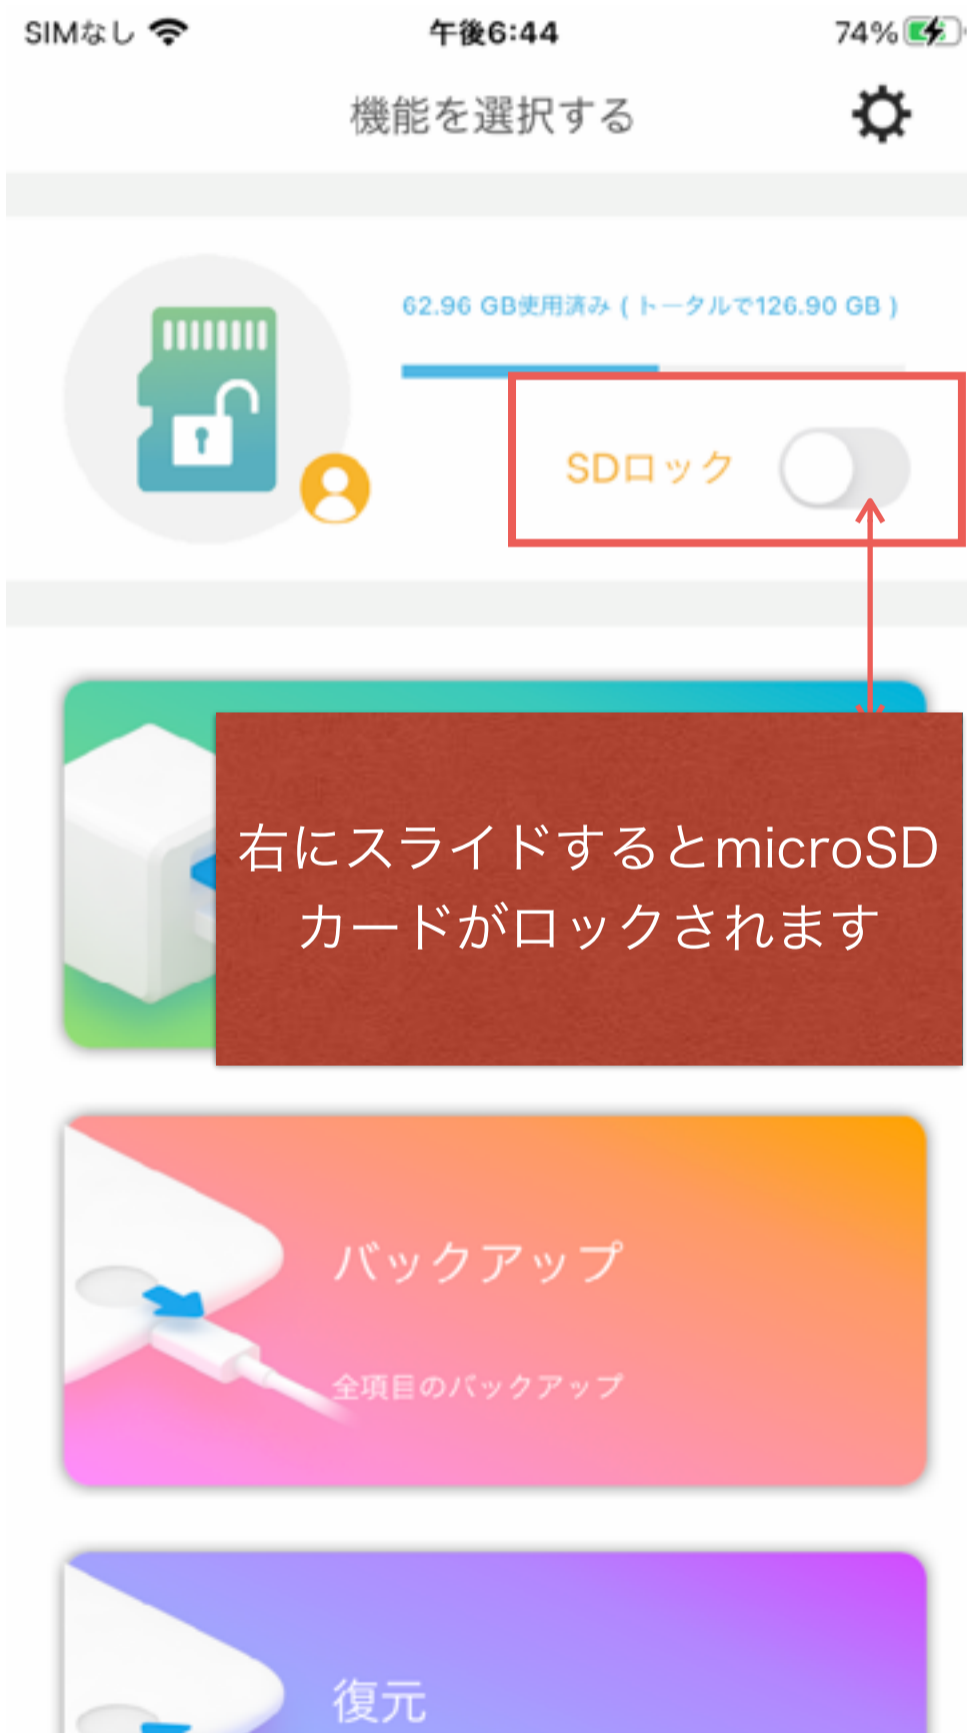 SIMなし 午後6:44 74%
機能を選択する
62.96 GB使用済み ( トータルで126.90 GB )
SDロック
右にスライドするとmicroSD
カードがロックされます
バックアップ
全項目のバックアップ
復元